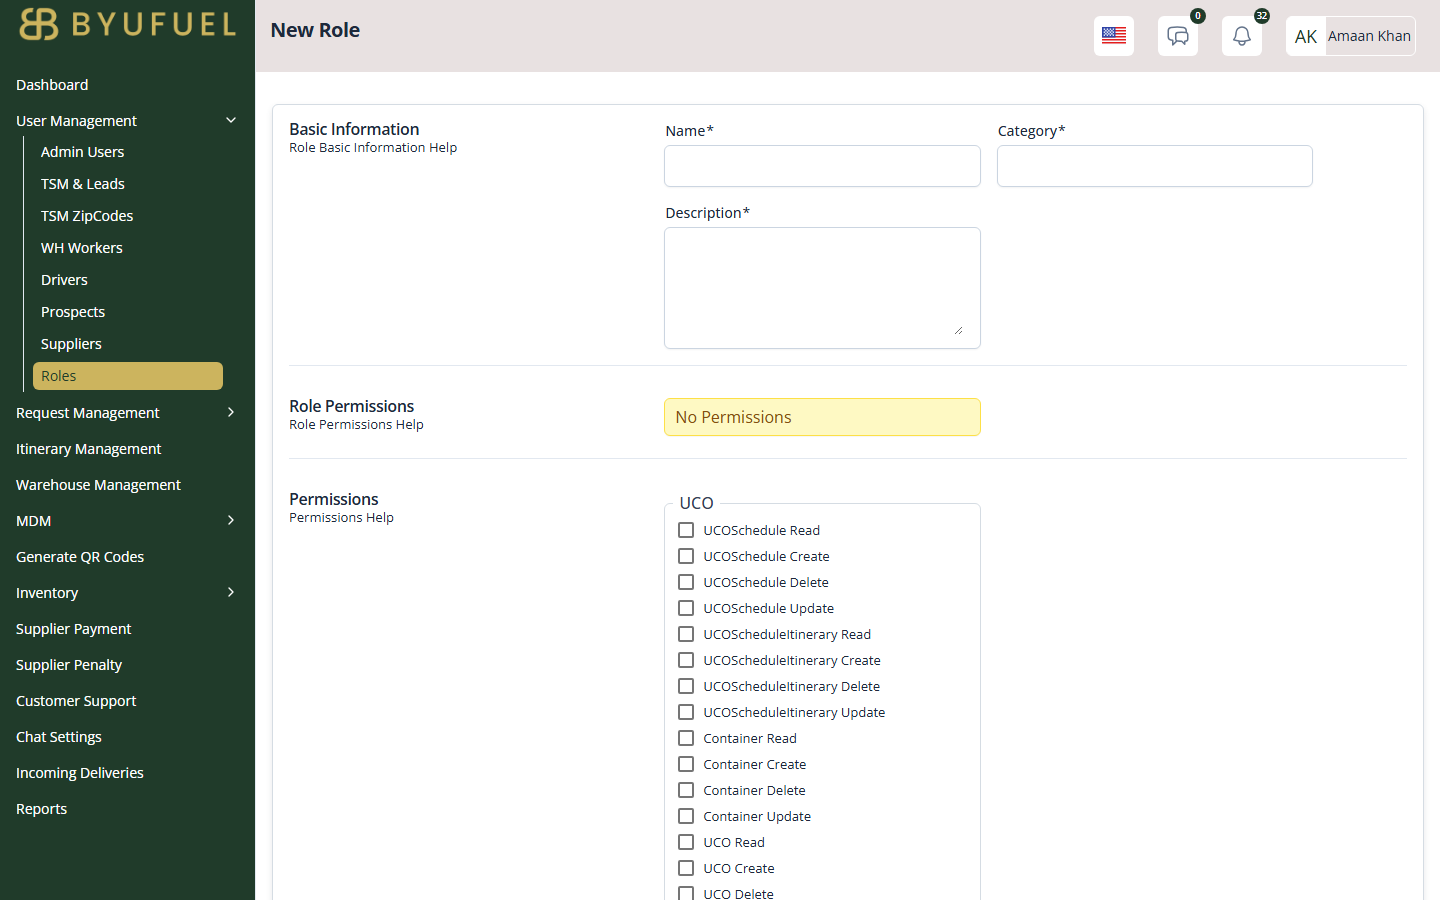 BYUFUEL
New Role
0
32
AK
Amaan Khan
Dashboard
User Management
Admin Users
TSM & Leads
TSM ZipCodes
WH Workers
Drivers
Prospects
Suppliers
Roles
Request Management
Itinerary Management
Warehouse Management
MDM
Generate QR Codes
Inventory
Supplier Payment
Supplier Penalty
Customer Support
Chat Settings
Incoming Deliveries
Reports
Basic Information
Role Basic Information Help
Name*
Category*
Description*
Role Permissions
Role Permissions Help
No Permissions
Permissions
Permissions Help
UCO
UCOSchedule Read
UCOSchedule Create
UCOSchedule Delete
UCOSchedule Update
UCOScheduleItinerary Read
UCOScheduleItinerary Create
UCOScheduleItinerary Delete
UCOScheduleItinerary Update
Container Read
Container Create
Container Delete
Container Update
UCO Read
UCO Create
UCO Delete